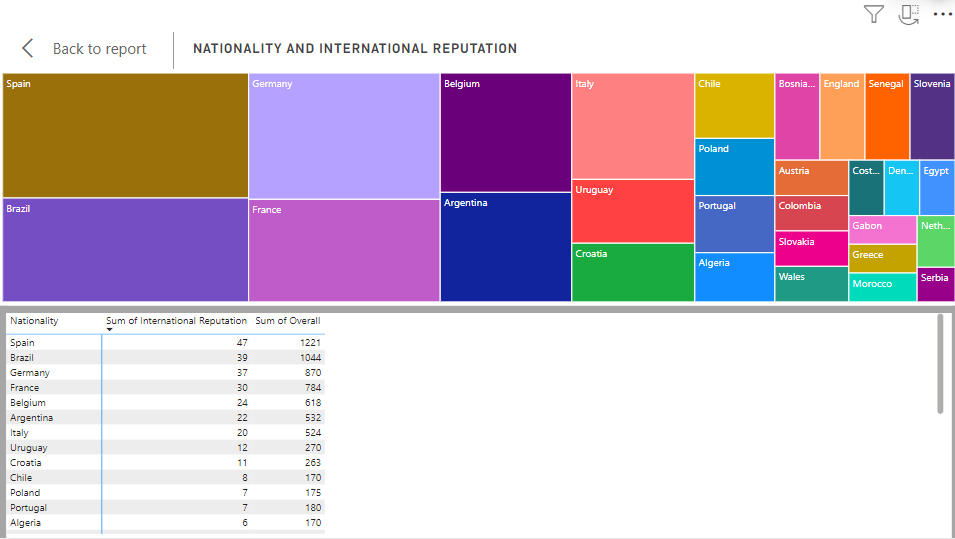 Back to report
NATIONALITY AND INTERNATIONAL REPUTATION
Spain
Germany
Belgium
Italy
Chile
Bosnia...
England
Senegal
Slovenia
Poland
Austria
Cost...
Den...
Egypt
Uruguay
Brazil
France
Argentina
Portugal
Colombia
Gabon
Neth...
Slovakia
Croatia
Greece
Algeria
Wales
Serbia
Morocco
Nationality Sum of International Reputation Sum of Overall
Spain 47 1221
Brazil 39 1044
Germany 37 870
France 30 784
Belgium 24 618
Argentina 22 532
Italy 20 524
Uruguay 12 270
Croatia 11 263
Chile 8 170
Poland 7 175
Portugal 7 180
Algeria 6 170